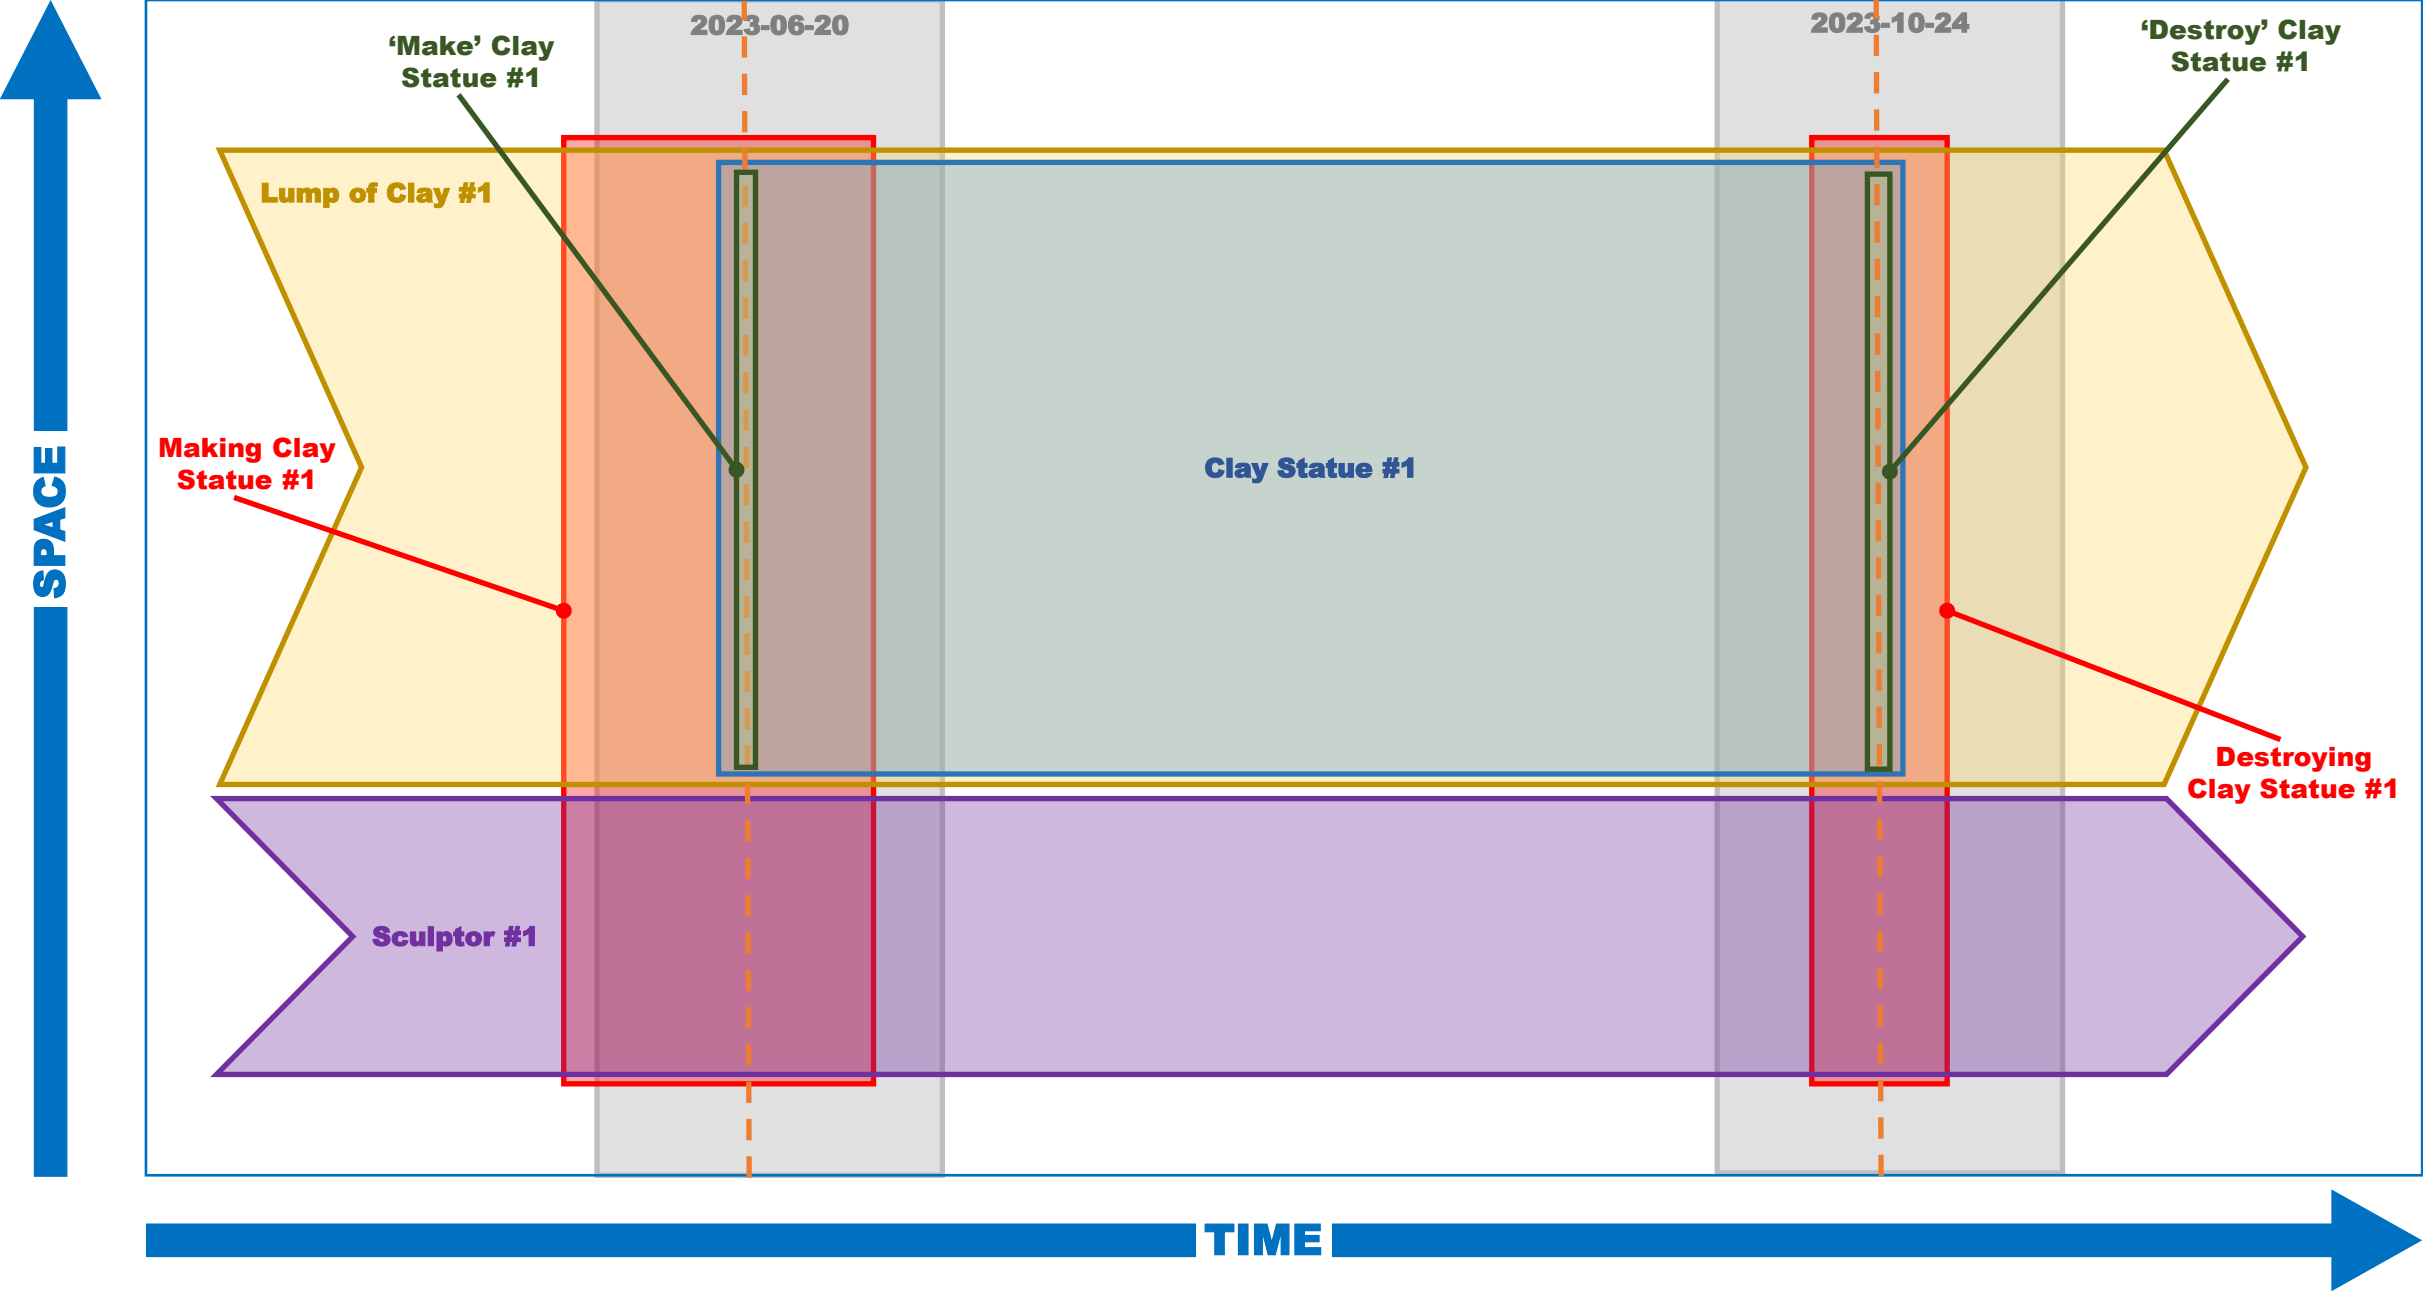 2023-06-20
2023-10-24
‘Make’ Clay
Statue #1
‘Destroy’ Clay
Statue #1
Lump of Clay #1
Making Clay
Statue #1
Clay Statue #1
SPACE
Destroying
Clay Statue #1
Sculptor #1
TIME